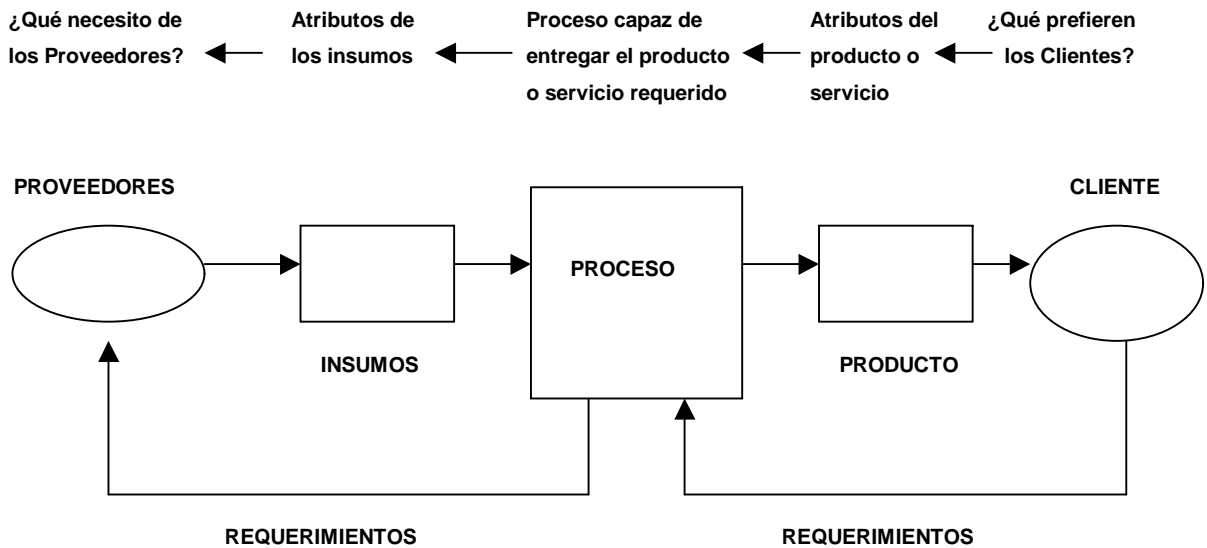 ¿Qué necesito de
los Proveedores?
Atributos de
los insumos
Proceso capaz de
entregar el producto
o servicio requerido
Atributos del
producto o
servicio
¿Qué prefieren
los Clientes?
PROVEEDORES
CLIENTE
PROCESO
INSUMOS
PRODUCTO
REQUERIMIENTOS
REQUERIMIENTOS